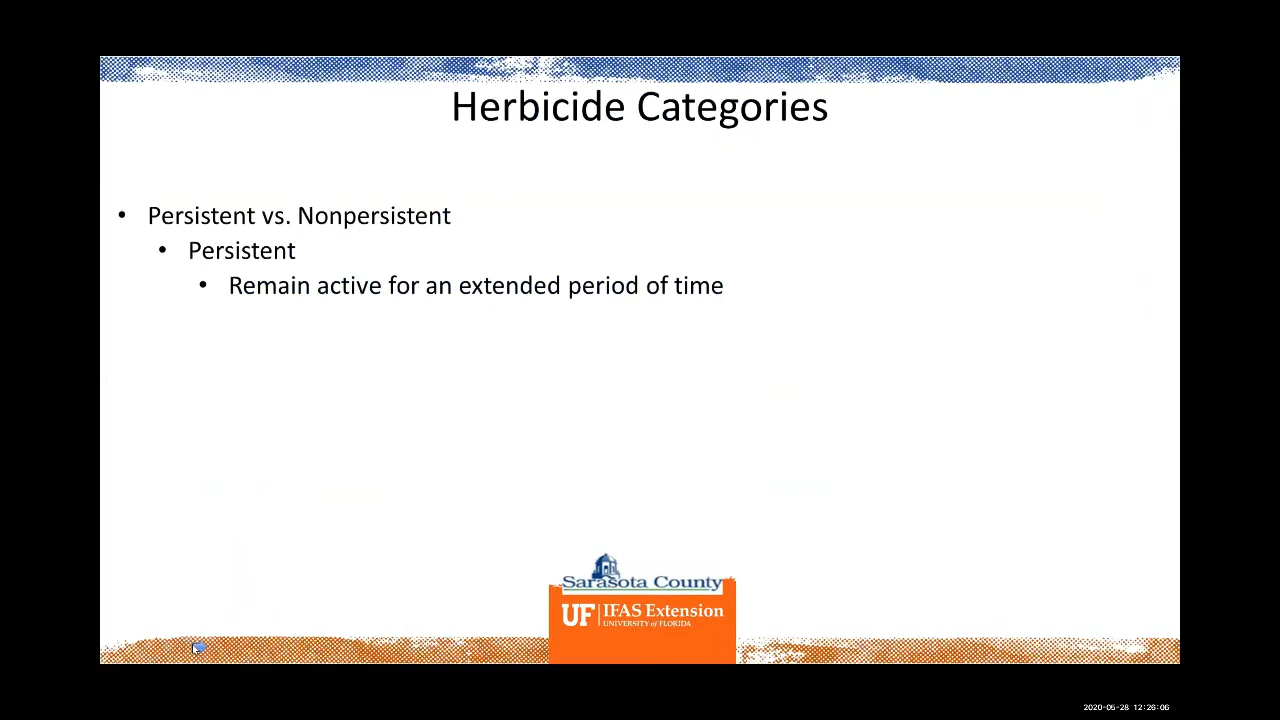 Herbicide Categories
• Persistent vs. Nonpersistent
• Persistent
• Remain active for an extended period of time
Sarasota County
UF | IFAS Extension
UNIVERSITY of FLORIDA
2020-05-28 12:26:06